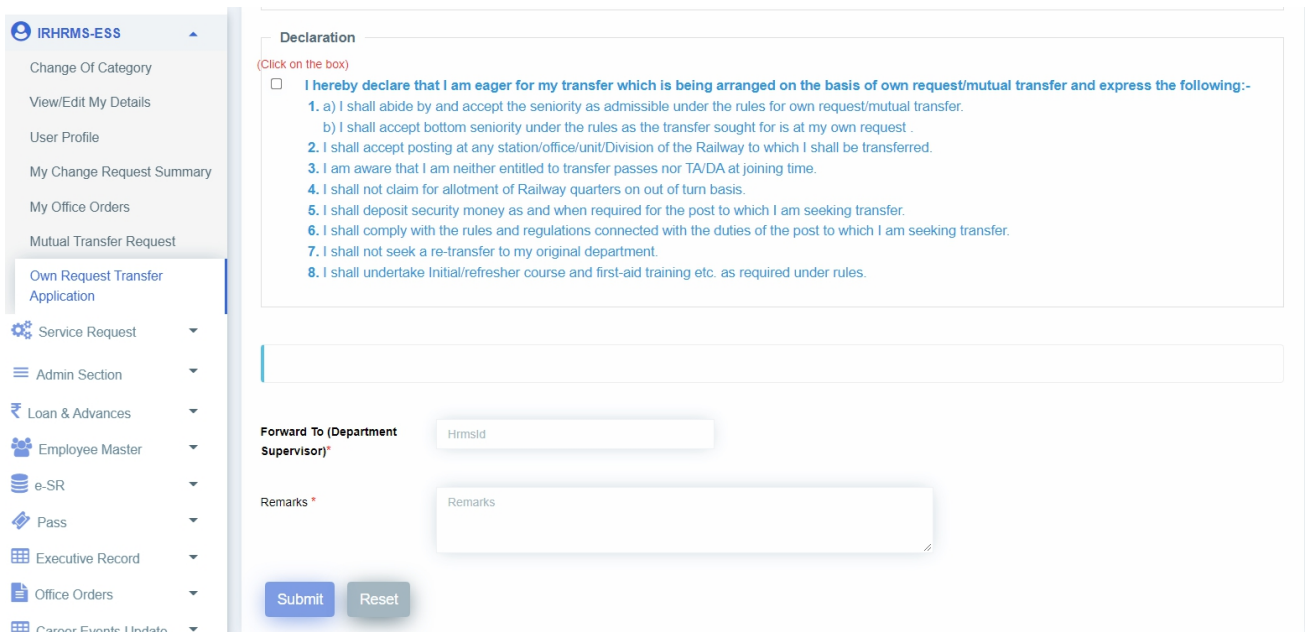 IRHRMS-ESS
Change Of Category
View/Edit My Details
User Profile
My Change Request Summary
My Office Orders
Mutual Transfer Request
Own Request Transfer
Application
Service Request
Admin Section
Loan & Advances
Employee Master
e-SR
Pass
Executive Record
Office Orders
Career Events Update
Declaration
(Click on the box)
I hereby declare that I am eager for my transfer which is being arranged on the basis of own request/mutual transfer and express the following:-
1. a) I shall abide by and accept the seniority as admissible under the rules for own request/mutual transfer.
b) I shall accept bottom seniority under the rules as the transfer sought for is at my own request .
2. I shall accept posting at any station/office/unit/Division of the Railway to which I shall be transferred.
3. I am aware that I am neither entitled to transfer passes nor TA/DA at joining time.
4. I shall not claim for allotment of Railway quarters on out of turn basis.
5. I shall deposit security money as and when required for the post to which I am seeking transfer.
6. I shall comply with the rules and regulations connected with the duties of the post to which I am seeking transfer.
7. I shall not seek a re-transfer to my original department.
8. I shall undertake Initial/refresher course and first-aid training etc. as required under rules.
Forward To (Department
Supervisor)*
HrmsId
Remarks *
Remarks
Submit
Reset